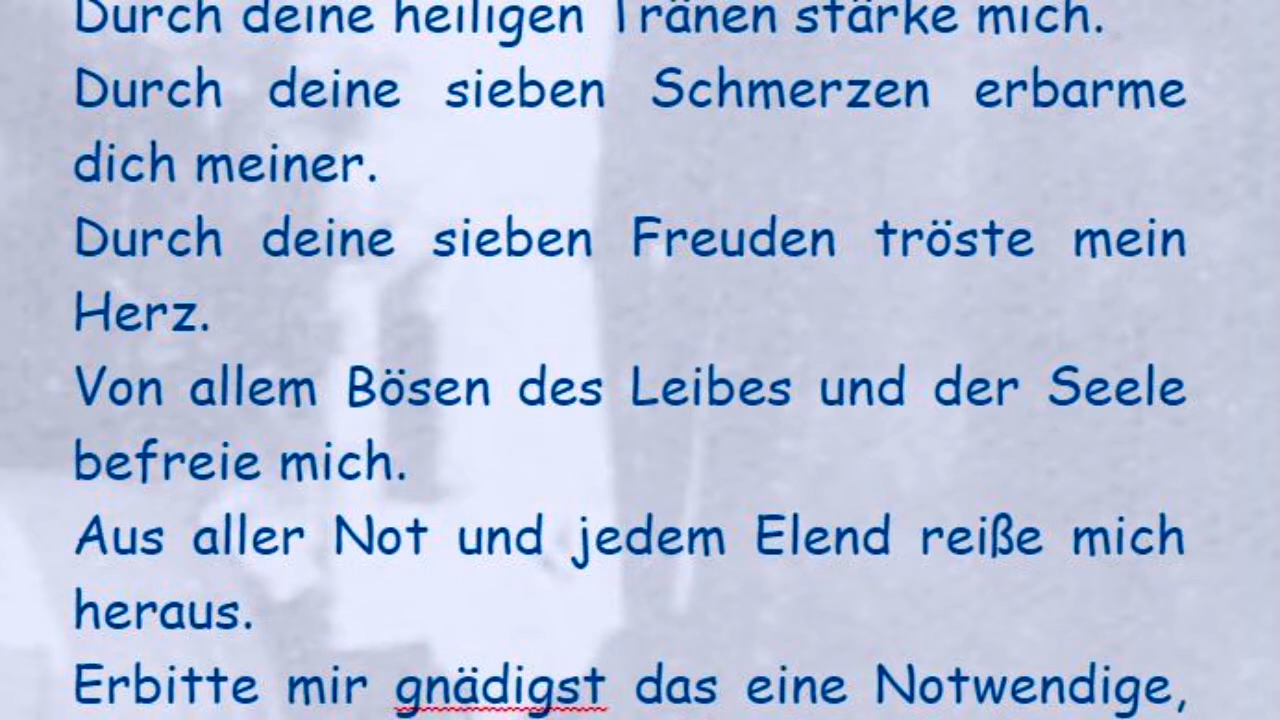 Durch deine heiligen Tränen stärke mich.
Durch deine sieben Schmerzen erbarme
dich meiner.
Durch deine sieben Freuden tröste mein
Herz.
Von allem Bösen des Leibes und der Seele
befreie mich.
Aus aller Not und jedem Elend reiße mich
heraus.
Erbitte mir gnädigst das eine Notwendige,